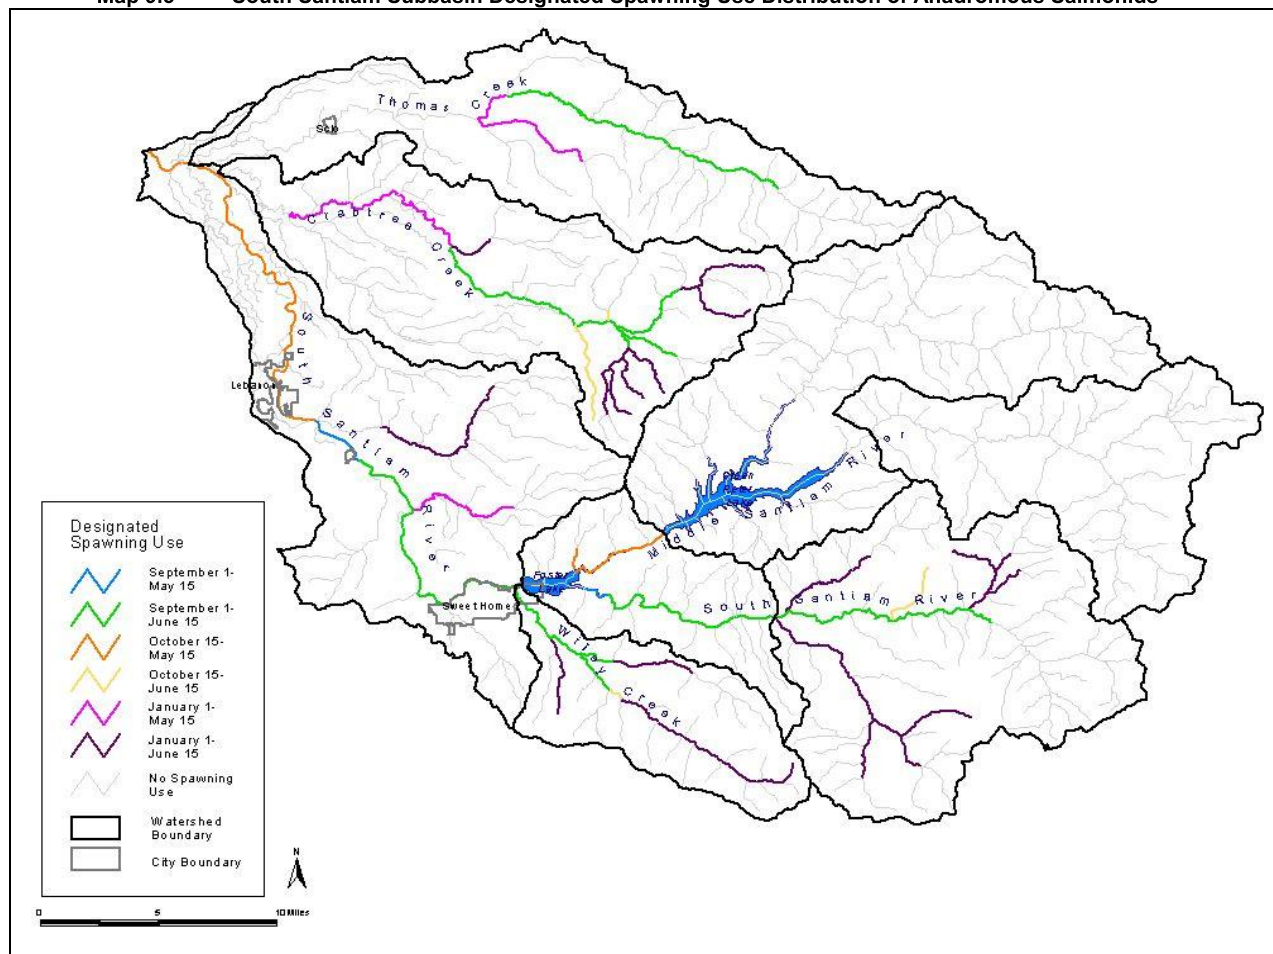 South Santiam Subbasin Designated Spawning Use Distribution of Anadromous Salmonids
Thomas Creek
Scio
Crabtree Creek
South Santiam River
Lebanon
Middle Santiam River
Foster
Lake
SweetHome
South Santiam River
Wiley Creek
Designated
Spawning Use
September 1-
May 15
September 1-
June 15
October 15-
May 15
October 15-
June 15
January 1-
May 15
January 1-
June 15
No Spawning
Use
Watershed
Boundary
City Boundary
N
0 5 10 Miles